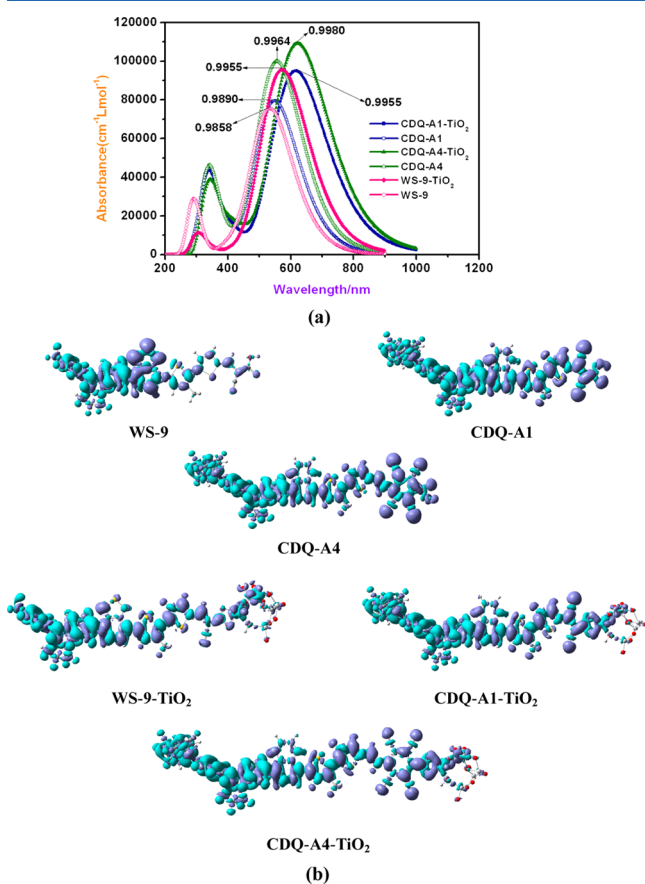 120000
100000
80000
60000
40000
20000
0
Absorbance(cm⁻¹Lmol⁻¹)
0.9980
0.9964
0.9955
0.9890
0.9955
0.9858
CDQ-A1-TiO₂
CDQ-A1
CDQ-A4-TiO₂
CDQ-A4
WS-9-TiO₂
WS-9
200 400 600 800 1000 1200
Wavelength/nm
(a)
WS-9 CDQ-A1
CDQ-A4
WS-9-TiO₂ CDQ-A1-TiO₂
CDQ-A4-TiO₂
(b)